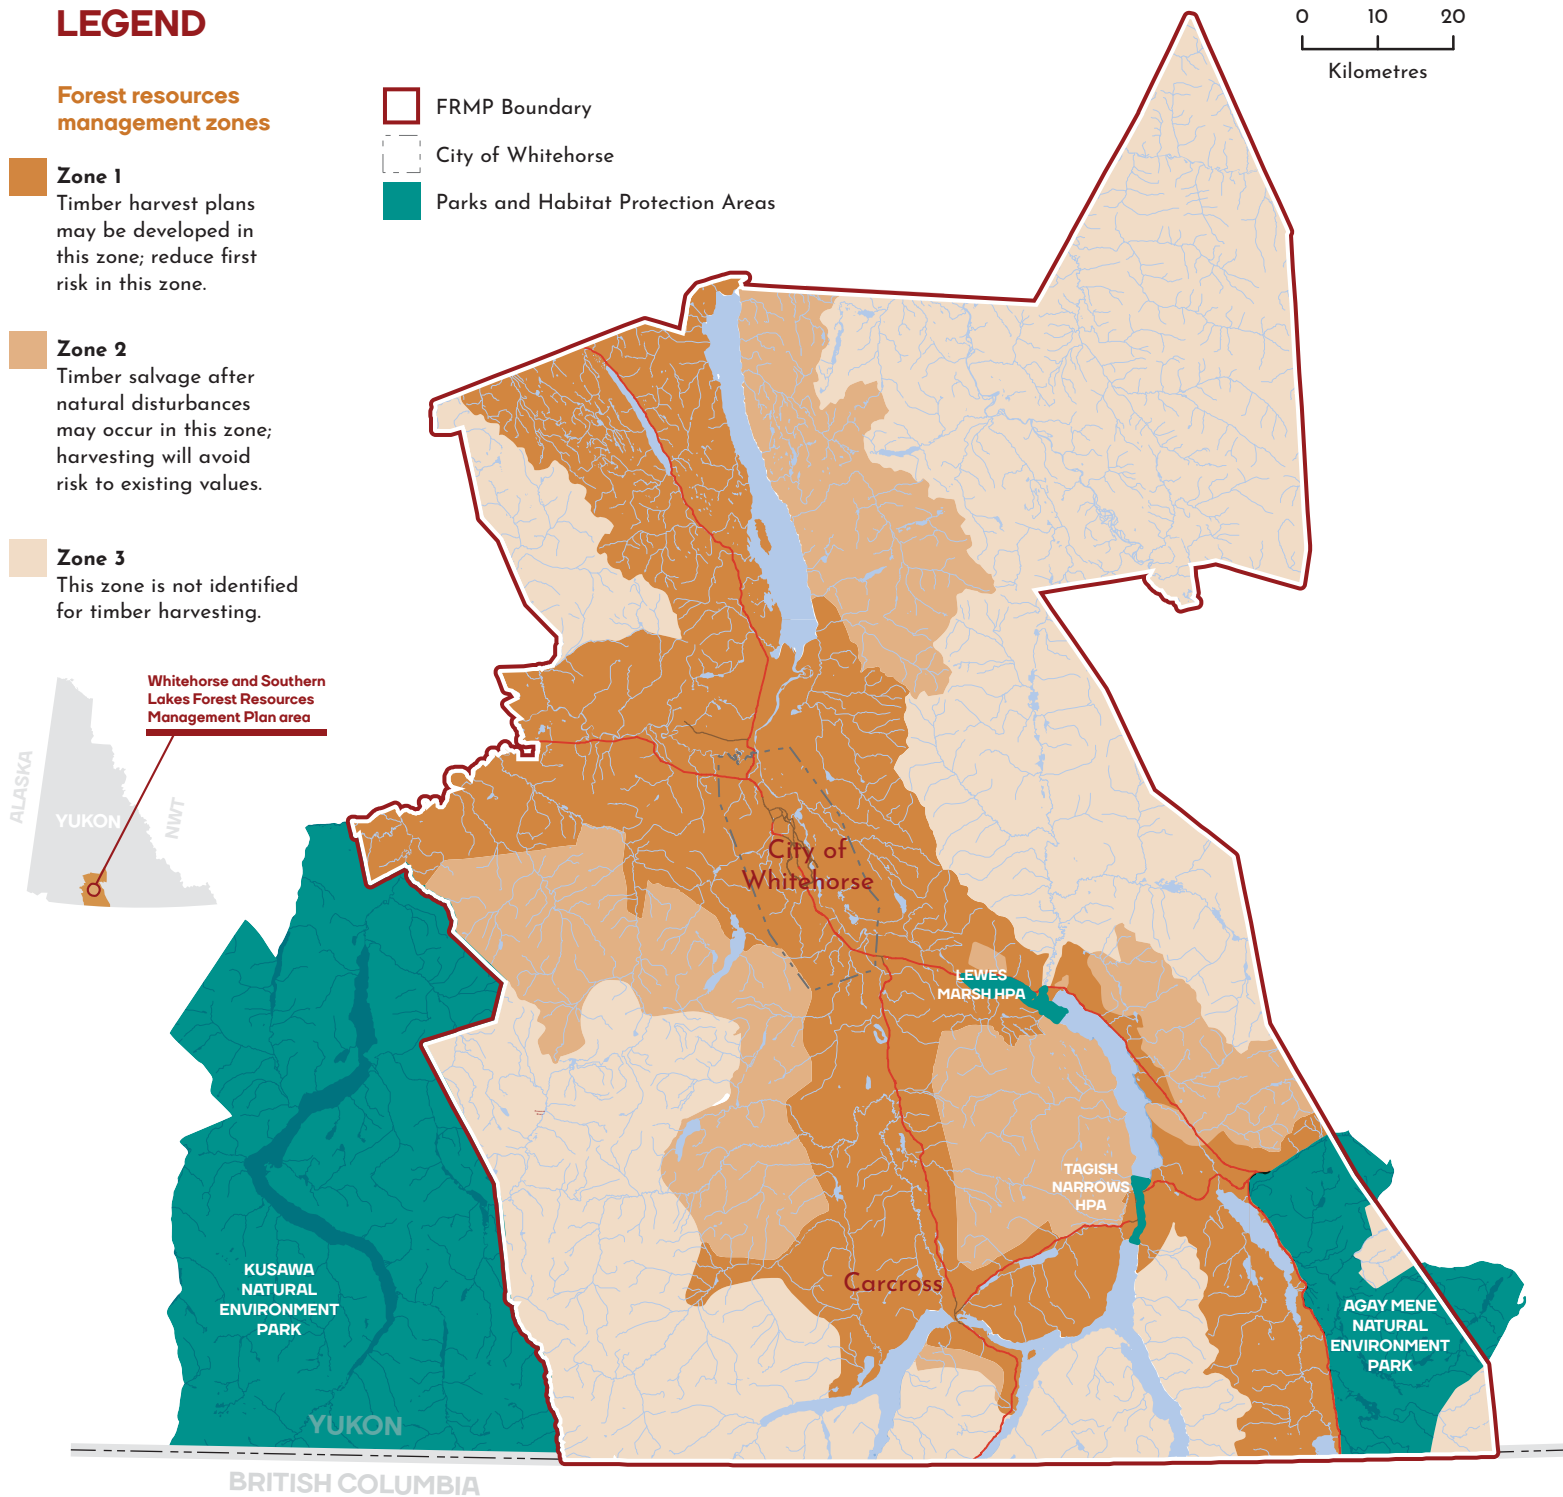 LEGEND
Forest resources
management zones
Zone 1
Timber harvest plans
may be developed in
this zone; reduce first
risk in this zone.
Zone 2
Timber salvage after
natural disturbances
may occur in this zone;
harvesting will avoid
risk to existing values.
Zone 3
This zone is not identified
for timber harvesting.
FRMP Boundary
City of Whitehorse
Parks and Habitat Protection Areas
0 10 20
Kilometres
Whitehorse and Southern
Lakes Forest Resources
Management Plan area
ALASKA
YUKON
NWT
City of
Whitehorse
LEWES
MARSH HPA
TAGISH
NARROWS
HPA
Carcross
KUSAWA
NATURAL
ENVIRONMENT
PARK
AGAY MENE
NATURAL
ENVIRONMENT
PARK
YUKON
BRITISH COLUMBIA